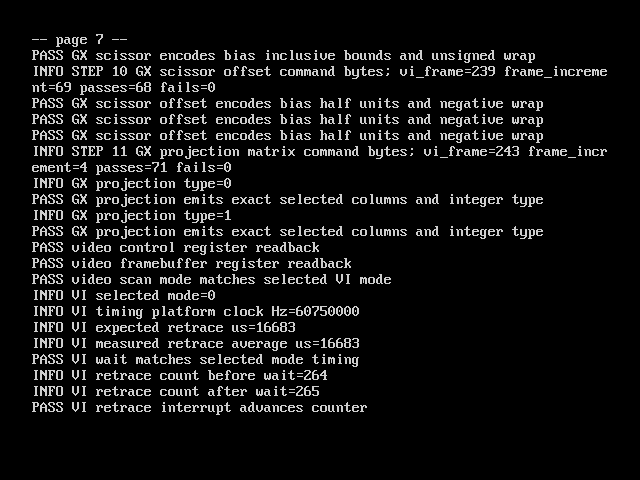 -- page 7 --
PASS GX scissor encodes bias inclusive bounds and unsigned wrap
INFO STEP 10 GX scissor offset command bytes; vi_frame=239 frame_increme
nt=69 passes=68 fails=0
PASS GX scissor offset encodes bias half units and negative wrap
PASS GX scissor offset encodes bias half units and negative wrap
PASS GX scissor offset encodes bias half units and negative wrap
INFO STEP 11 GX projection matrix command bytes; vi_frame=243 frame_incr
ement=4 passes=71 fails=0
INFO GX projection type=0
PASS GX projection emits exact selected columns and integer type
INFO GX projection type=1
PASS GX projection emits exact selected columns and integer type
PASS video control register readback
PASS video framebuffer register readback
PASS video scan mode matches selected VI mode
INFO VI selected mode=0
INFO VI timing platform clock Hz=60750000
INFO VI expected retrace us=16683
INFO VI measured retrace average us=16683
PASS VI wait matches selected mode timing
INFO VI retrace count before wait=264
INFO VI retrace count after wait=265
PASS VI retrace interrupt advances counter